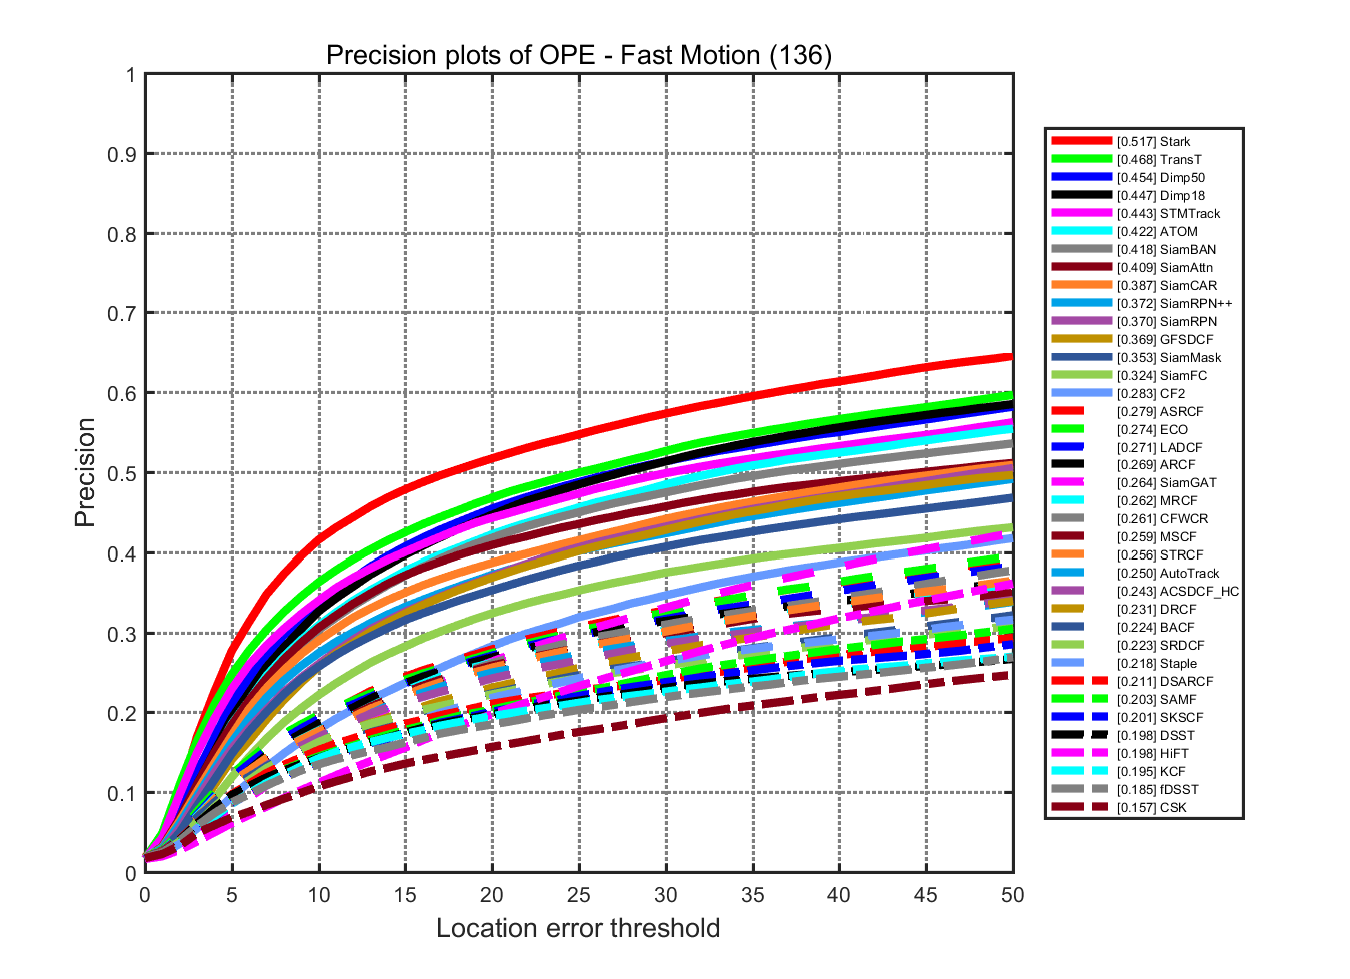 Precision plots of OPE - Fast Motion (136)
1
0.9
0.8
0.7
0.6
0.5
0.4
0.3
0.2
0.1
0
Precision
0 5 10 15 20 25 30 35 40 45 50
Location error threshold
[0.517] Stark
[0.468] TransT
[0.454] Dimp50
[0.447] Dimp18
[0.443] STMTrack
[0.422] ATOM
[0.418] SiamBAN
[0.409] SiamAttn
[0.387] SiamCAR
[0.372] SiamRPN++
[0.370] SiamRPN
[0.369] GFSDCF
[0.353] SiamMask
[0.324] SiamFC
[0.283] CF2
[0.279] ASRCF
[0.274] ECO
[0.271] LADCF
[0.269] ARCF
[0.264] SiamGAT
[0.262] MRCF
[0.261] CFWCR
[0.259] MSCF
[0.256] STRCF
[0.250] AutoTrack
[0.243] ACSDCF_HC
[0.231] DRCF
[0.224] BACF
[0.223] SRDCF
[0.218] Staple
[0.211] DSARCF
[0.203] SAMF
[0.201] SKSCF
[0.198] DSST
[0.198] HiFT
[0.195] KCF
[0.185] fDSST
[0.157] CSK